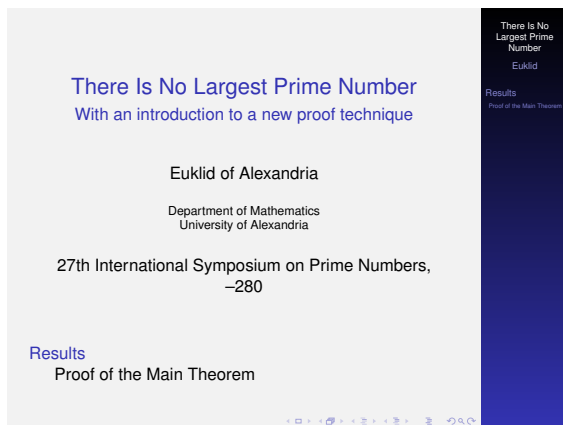 There Is No Largest Prime Number
With an introduction to a new proof technique
Euklid of Alexandria
Department of Mathematics
University of Alexandria
27th International Symposium on Prime Numbers,
–280
Results
Proof of the Main Theorem
There Is No
Largest Prime
Number
Euklid
Results
Proof of the Main Theorem